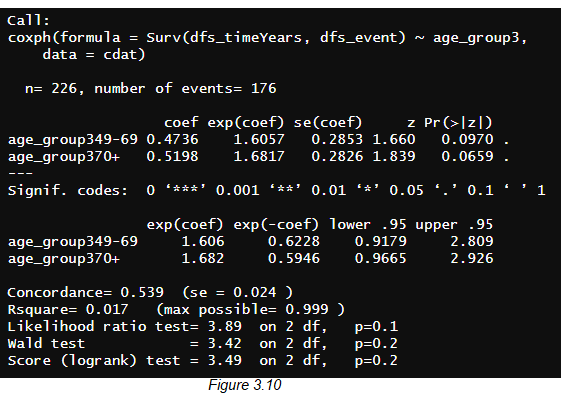 Call:
coxph(formula = Surv(dfs_timeYears, dfs_event) ~ age_group3,
    data = cdat)
  n= 226, number of events= 176
                 coef exp(coef) se(coef)     z Pr(>|z|)
age_group349-69 0.4736    1.6057   0.2853 1.660   0.0970 .
age_group370+   0.5198    1.6817   0.2826 1.839   0.0659 .
---
Signif. codes:  0 ‘***’ 0.001 ‘**’ 0.01 ‘*’ 0.05 ‘.’ 0.1 ‘ ’ 1
                exp(coef) exp(-coef) lower .95 upper .95
age_group349-69     1.606     0.6228    0.9179     2.809
age_group370+       1.682     0.5946    0.9665     2.926
Concordance= 0.539  (se = 0.024 )
Rsquare= 0.017   (max possible= 0.999 )
Likelihood ratio test= 3.89  on 2 df,   p=0.1
Wald test            = 3.42  on 2 df,   p=0.2
Score (logrank) test = 3.49  on 2 df,   p=0.2
Figure 3.10